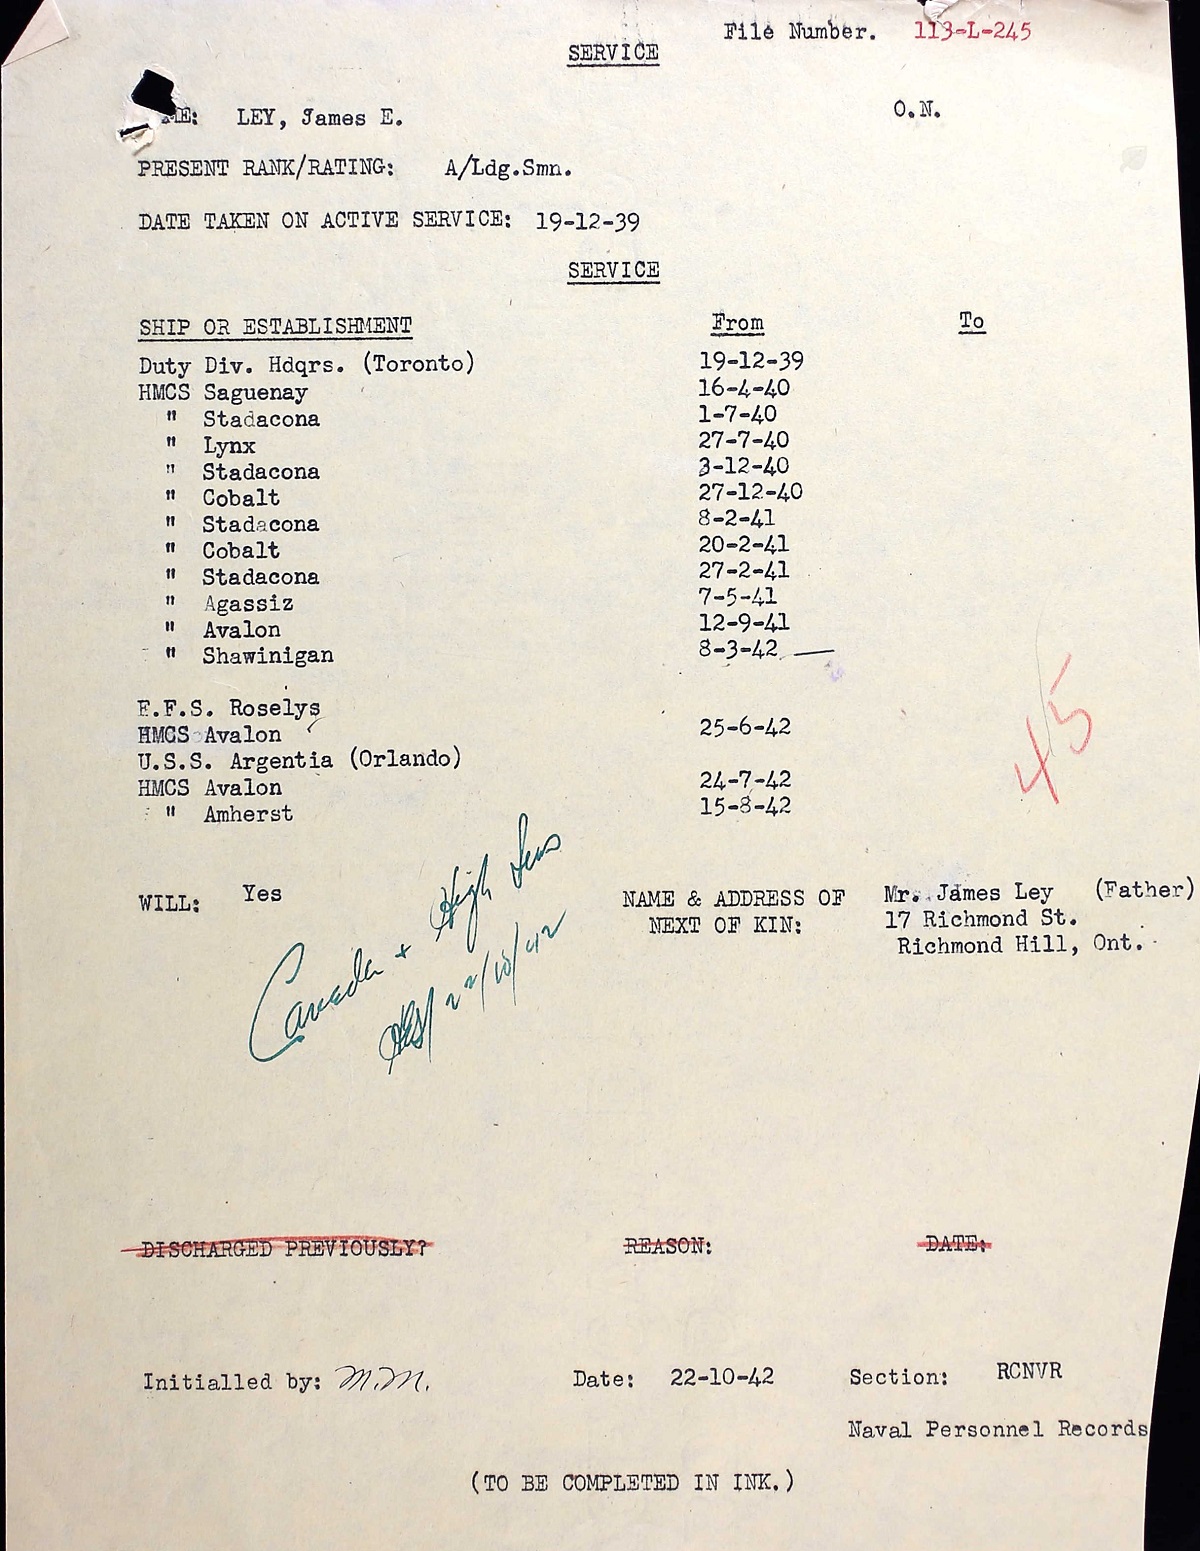 File Number. 113-L-245
SERVICE
ME: LEY, James E. O.N.
PRESENT RANK/RATING: A/Ldg.Smn.
DATE TAKEN ON ACTIVE SERVICE: 19-12-39
SERVICE
SHIP OR ESTABLISHMENT From To
Duty Div. Hdqrs. (Toronto) 19-12-39
HMCS Saguenay 16-4-40
" Stadacona 1-7-40
" Lynx 27-7-40
" Stadacona 3-12-40
" Cobalt 27-12-40
" Stadacona 8-2-41
" Cobalt 20-2-41
" Stadacona 27-2-41
" Agassiz 7-5-41
" Avalon 12-9-41
" Shawinigan 8-3-42 —
F.F.S. Roselys
HMCS Avalon 25-6-42
U.S.S. Argentia (Orlando)
HMCS Avalon 24-7-42
" Amherst 15-8-42
45
WILL: Yes NAME & ADDRESS OF Mr. James Ley (Father)
NEXT OF KIN: 17 Richmond St.
Richmond Hill, Ont.
Canada + High Seas
22/10/42
DISCHARGED PREVIOUSLY? REASON: DATE:
Initialled by: M.M. Date: 22-10-42 Section: RCNVR
Naval Personnel Records
(TO BE COMPLETED IN INK.)